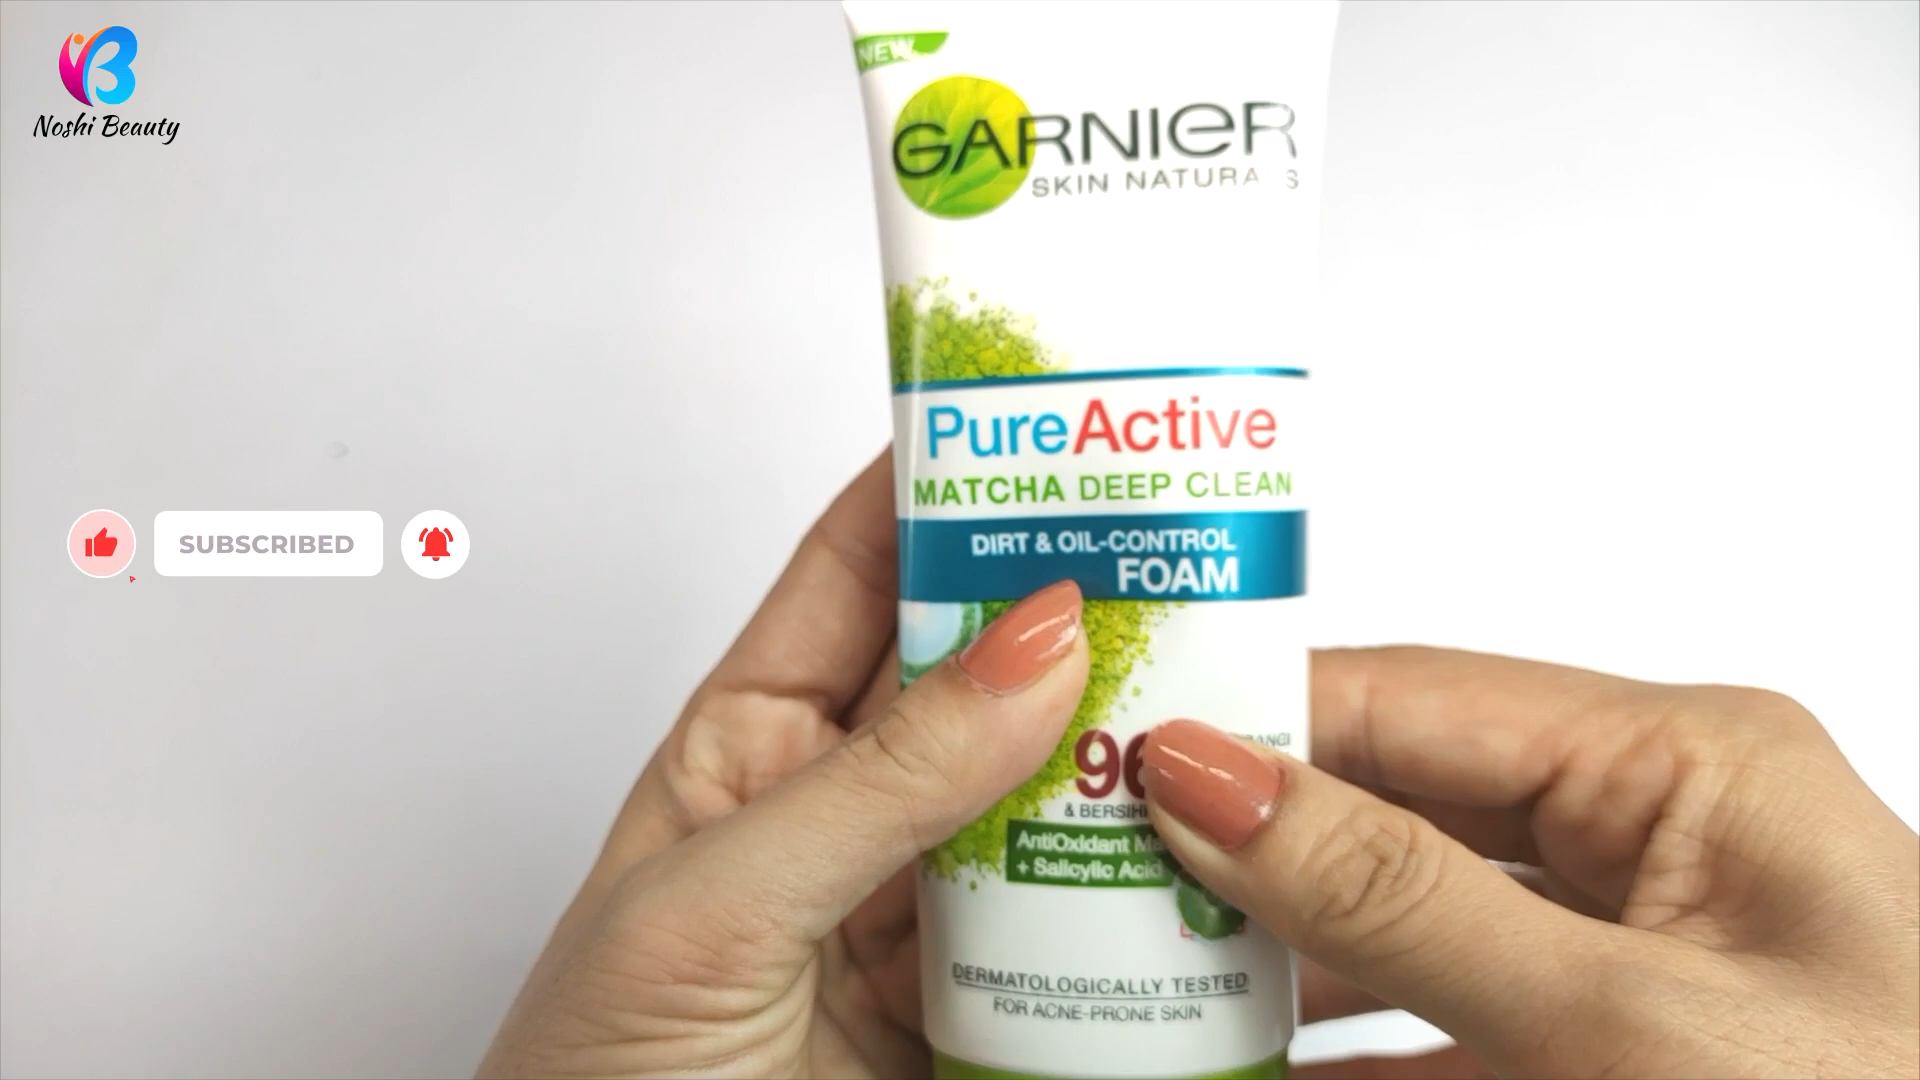 Noshi Beauty
SUBSCRIBED
NEW
GARNIER
SKIN NATURA S
PureActive
MATCHA DEEP CLEAN
DIRT & OIL-CONTROL
FOAM
96
& BERSIH
AntiOxidant
+ Salicylic Acid
DERMATOLOGICALLY TESTED
FOR ACNE-PRONE SKIN